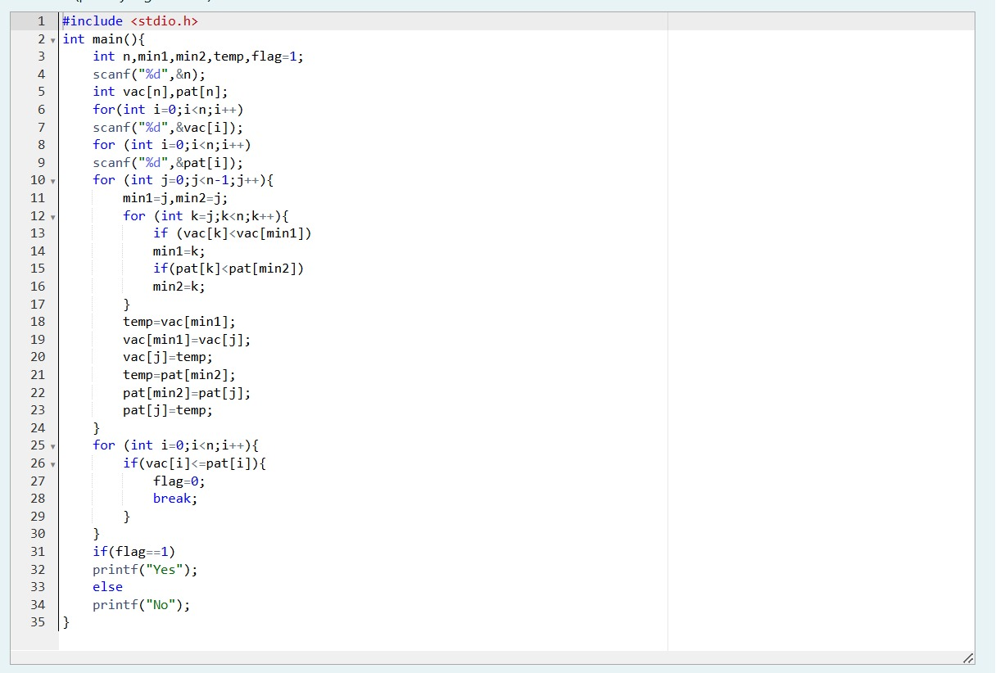 1 #include <stdio.h>
2 int main(){
3     int n,min1,min2,temp,flag=1;
4     scanf("%d",&n);
5     int vac[n],pat[n];
6     for(int i=0;i<n;i++)
7     scanf("%d",&vac[i]);
8     for (int i=0;i<n;i++)
9     scanf("%d",&pat[i]);
10     for (int j=0;j<n-1;j++){
11         min1=j,min2=j;
12         for (int k=j;k<n;k++){
13             if (vac[k]<vac[min1])
14             min1=k;
15             if(pat[k]<pat[min2])
16             min2=k;
17         }
18         temp=vac[min1];
19         vac[min1]=vac[j];
20         vac[j]=temp;
21         temp=pat[min2];
22         pat[min2]=pat[j];
23         pat[j]=temp;
24     }
25     for (int i=0;i<n;i++){
26         if(vac[i]<=pat[i]){
27             flag=0;
28             break;
29         }
30     }
31     if(flag==1)
32     printf("Yes");
33     else
34     printf("No");
35 }